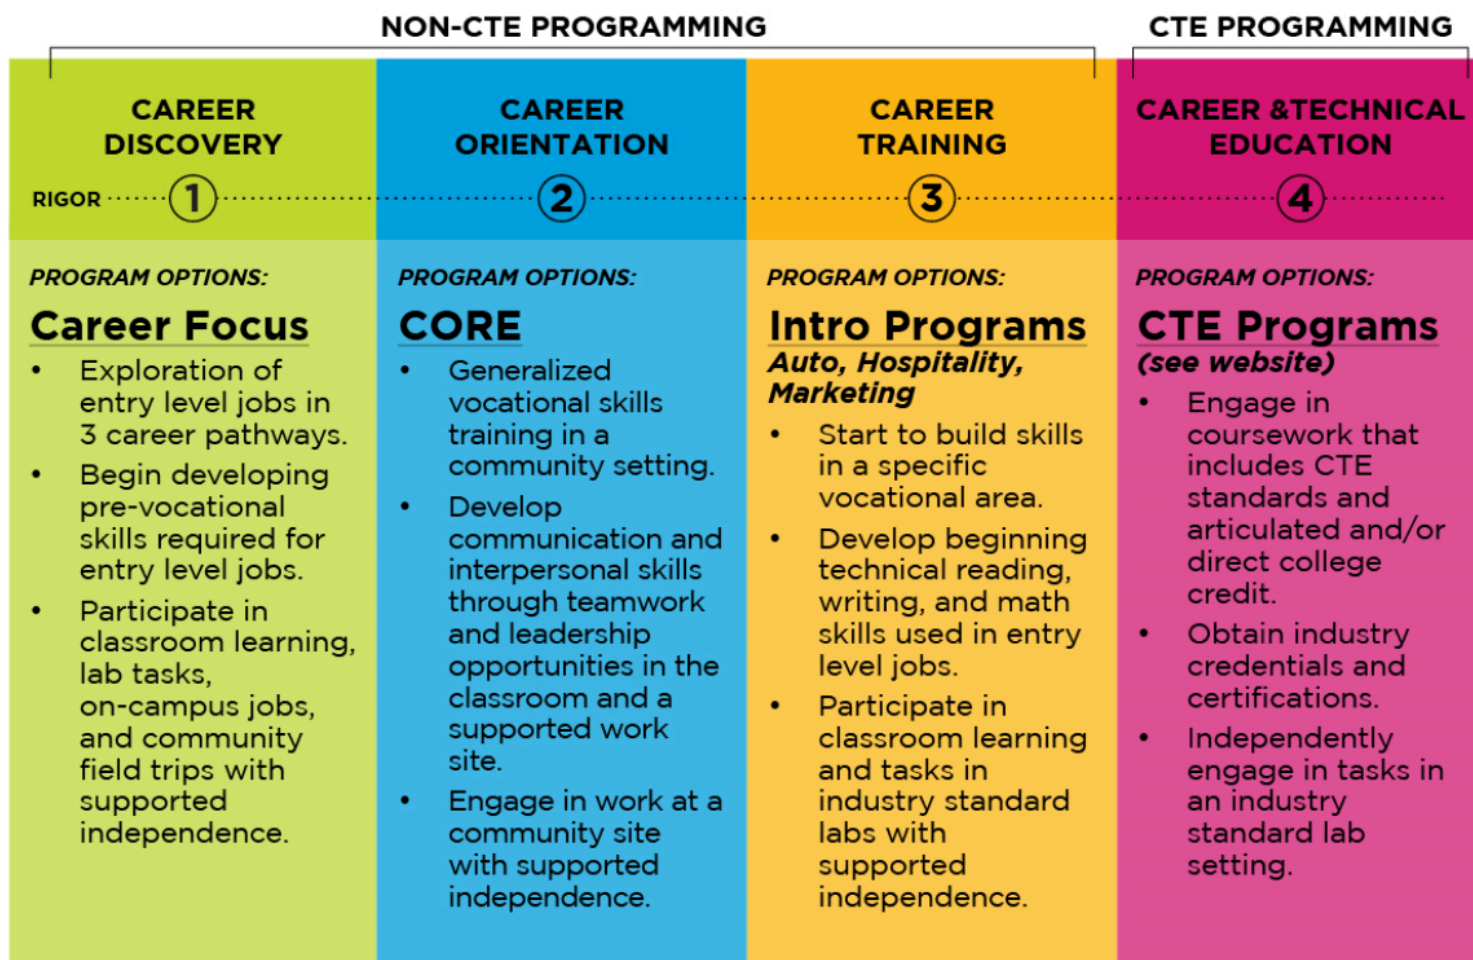 NON-CTE PROGRAMMING
CTE PROGRAMMING
CAREER
DISCOVERY
RIGOR
1
PROGRAM OPTIONS:
Career Focus
• Exploration of
entry level jobs in
3 career pathways.
• Begin developing
pre-vocational
skills required for
entry level jobs.
• Participate in
classroom learning,
lab tasks,
on-campus jobs,
and community
field trips with
supported
independence.
CAREER
ORIENTATION
2
PROGRAM OPTIONS:
CORE
• Generalized
vocational skills
training in a
community setting.
• Develop
communication and
interpersonal skills
through teamwork
and leadership
opportunities in the
classroom and a
supported work
site.
• Engage in work at a
community site
with supported
independence.
CAREER
TRAINING
3
PROGRAM OPTIONS:
Intro Programs
Auto, Hospitality,
Marketing
• Start to build skills
in a specific
vocational area.
• Develop beginning
technical reading,
writing, and math
skills used in entry
level jobs.
• Participate in
classroom learning
and tasks in
industry standard
labs with
supported
independence.
CAREER &TECHNICAL
EDUCATION
4
PROGRAM OPTIONS:
CTE Programs
(see website)
• Engage in
coursework that
includes CTE
standards and
articulated and/or
direct college
credit.
• Obtain industry
credentials and
certifications.
• Independently
engage in tasks in
an industry
standard lab
setting.